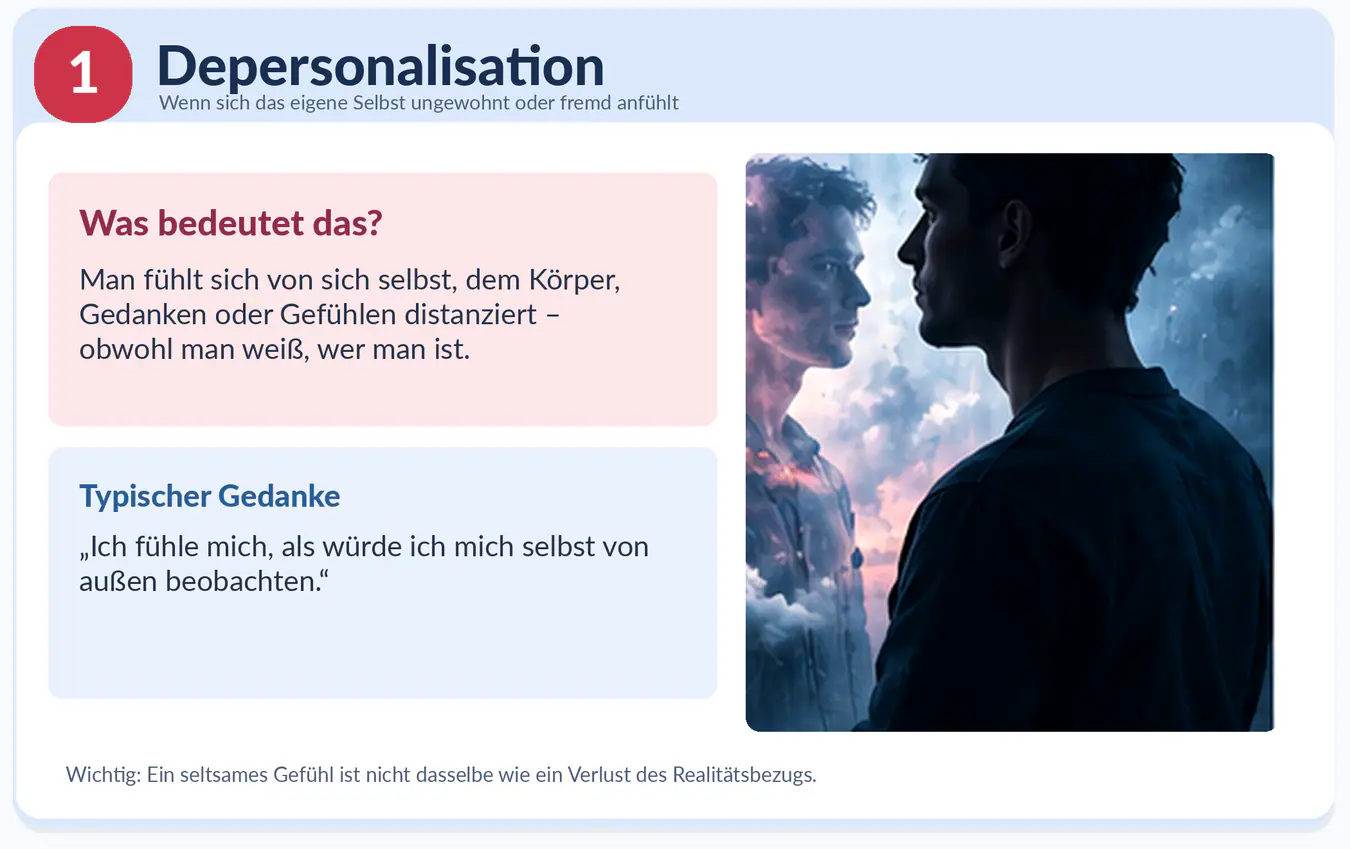 1
Depersonalisation
Wenn sich das eigene Selbst ungewohnt oder fremd anfühlt
Was bedeutet das?
Man fühlt sich von sich selbst, dem Körper,
Gedanken oder Gefühlen distanziert –
obwohl man weiß, wer man ist.
Typischer Gedanke
„Ich fühle mich, als würde ich mich selbst von
außen beobachten.“
Wichtig: Ein seltsames Gefühl ist nicht dasselbe wie ein Verlust des Realitätsbezugs.